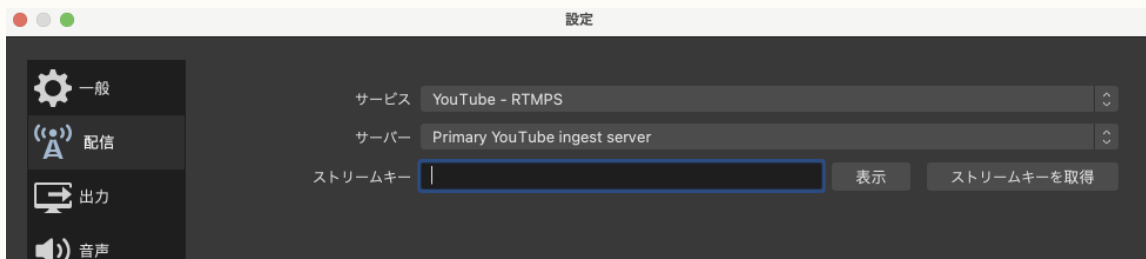 設定
一般
配信
出力
音声
サービス YouTube - RTMPS
サーバー Primary YouTube ingest server
ストリームキー 表示 ストリームキーを取得